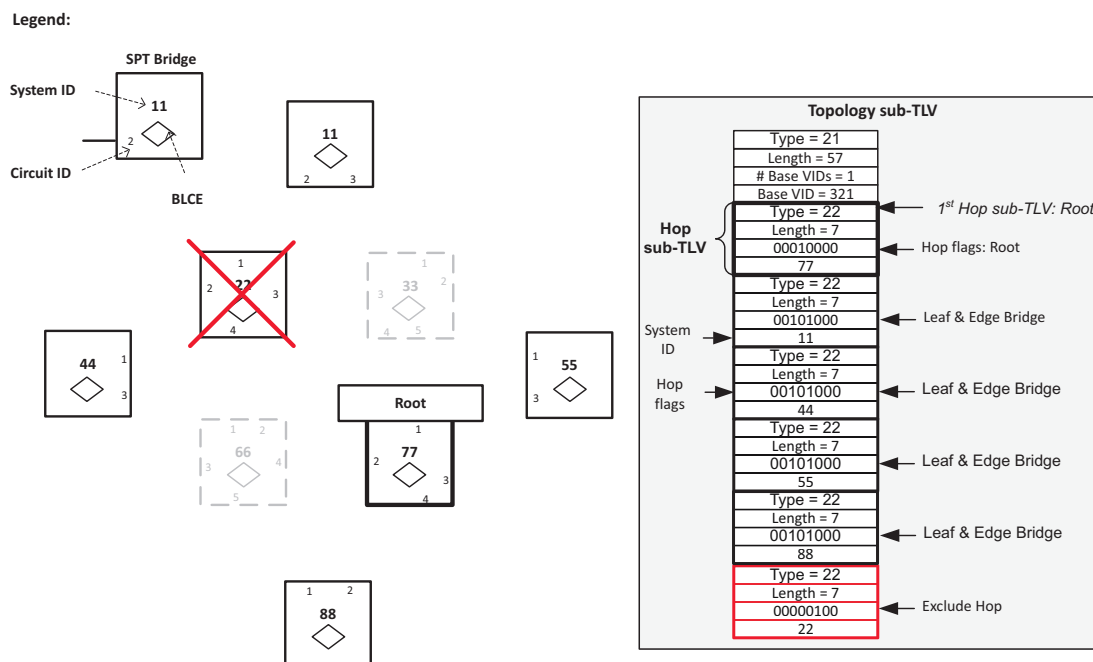 Legend:
SPT Bridge
System ID
11
2
Circuit ID
BLCE
11
2 3
1
2 22 3
4
1
2
3 33
4 5
44 1
3
1 55
3
Root
1 2
66 4
3
5
1
2 77
3
4
1 2
88
Topology sub-TLV
Type = 21
Length = 57
# Base VIDs = 1
Base VID = 321
Hop
sub-TLV
Type = 22
1st Hop sub-TLV: Root
Length = 7
00010000
Hop flags: Root
77
Type = 22
Length = 7
00101000
Leaf & Edge Bridge
System
ID
11
Type = 22
Length = 7
Hop
flags
00101000
Leaf & Edge Bridge
44
Type = 22
Length = 7
00101000
Leaf & Edge Bridge
55
Type = 22
Length = 7
00101000
Leaf & Edge Bridge
88
Type = 22
Length = 7
00000100
Exclude Hop
22